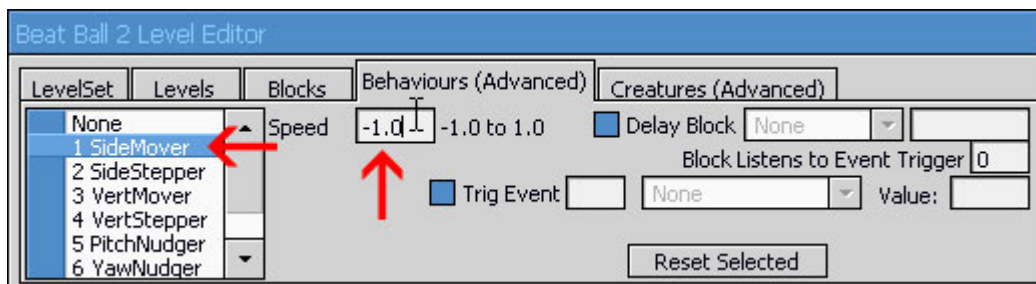 Beat Ball 2 Level Editor
LevelSet Levels Blocks Behaviours (Advanced) Creatures (Advanced)
None
1 SideMover
2 SideStepper
3 VertMover
4 VertStepper
5 PitchNudger
6 YawNudger
Speed -1.0 -1.0 to 1.0 Delay Block None
Block Listens to Event Trigger 0
Trig Event None Value:
Reset Selected